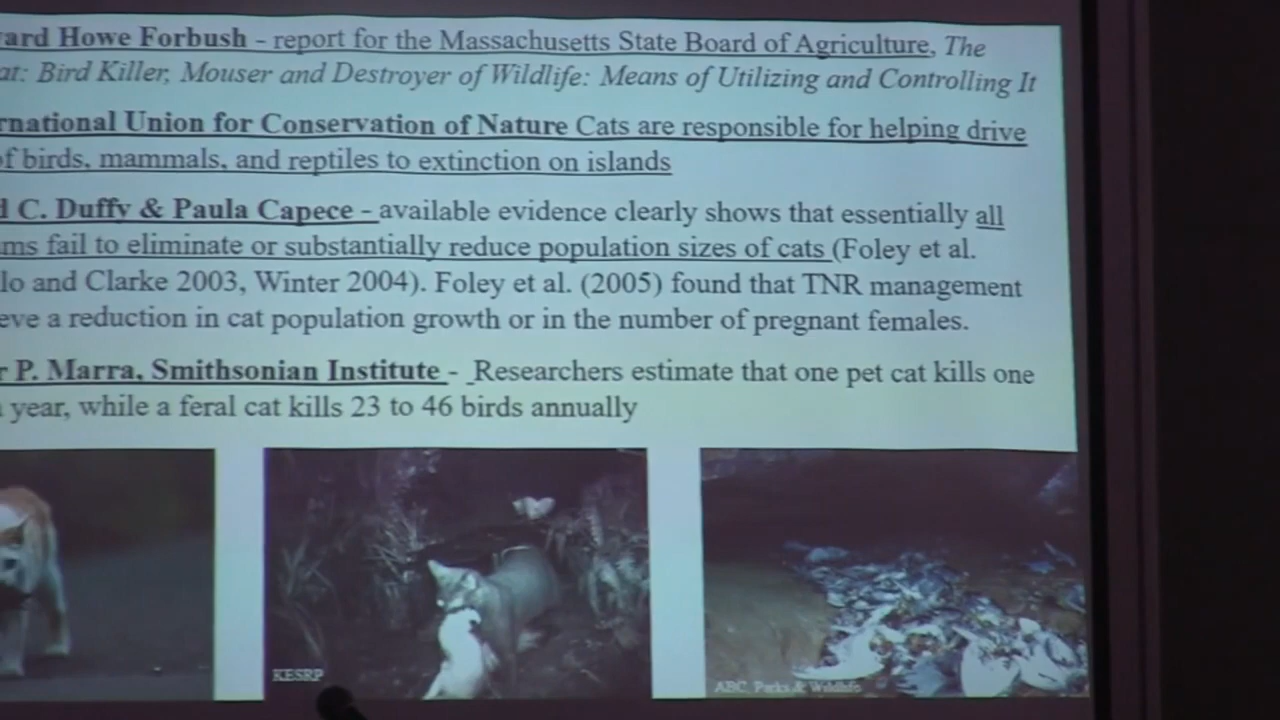 ard Howe Forbush - report for the Massachusetts State Board of Agriculture, The
at: Bird Killer, Mouser and Destroyer of Wildlife: Means of Utilizing and Controlling It
rnational Union for Conservation of Nature Cats are responsible for helping drive
of birds, mammals, and reptiles to extinction on islands
d C. Duffy & Paula Capece - available evidence clearly shows that essentially all
ms fail to eliminate or substantially reduce population sizes of cats (Foley et al.
lo and Clarke 2003, Winter 2004). Foley et al. (2005) found that TNR management
eve a reduction in cat population growth or in the number of pregnant females.
r P. Marra, Smithsonian Institute - Researchers estimate that one pet cat kills one
year, while a feral cat kills 23 to 46 birds annually
KESRP
ABC Parks & Wildlife